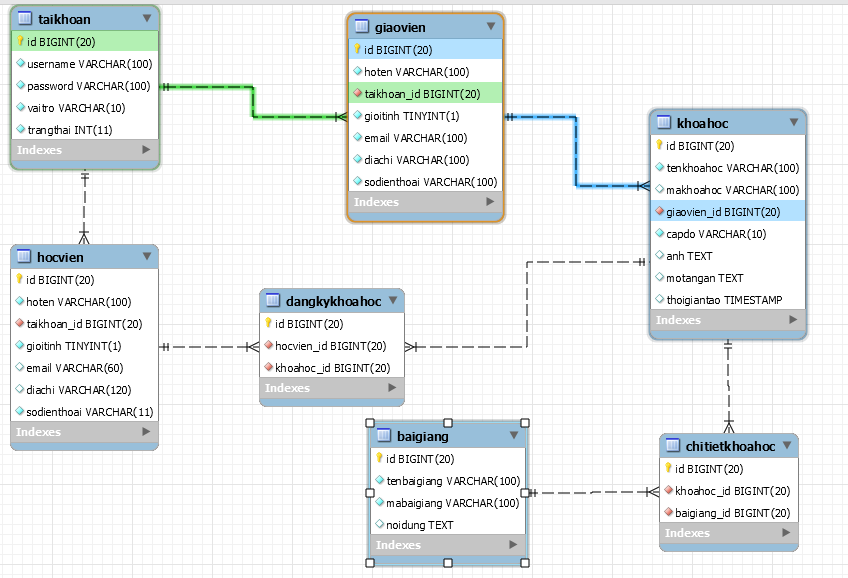 taikhoan
id BIGINT(20)
username VARCHAR(100)
password VARCHAR(100)
vaitro VARCHAR(10)
trangthai INT(11)
Indexes
giaovien
id BIGINT(20)
hoten VARCHAR(100)
taikhoan_id BIGINT(20)
gioitinh TINYINT(1)
email VARCHAR(100)
diachi VARCHAR(100)
sodienthoai VARCHAR(100)
Indexes
khoahoc
id BIGINT(20)
tenkhoahoc VARCHAR(100)
makhoahoc VARCHAR(100)
giaovien_id BIGINT(20)
capdo VARCHAR(10)
anh TEXT
motangan TEXT
thoigiantao TIMESTAMP
Indexes
hocvien
id BIGINT(20)
hoten VARCHAR(100)
taikhoan_id BIGINT(20)
gioitinh TINYINT(1)
email VARCHAR(60)
diachi VARCHAR(120)
sodienthoai VARCHAR(11)
Indexes
dangkykhoahoc
id BIGINT(20)
hocvien_id BIGINT(20)
khoahoc_id BIGINT(20)
Indexes
baigiang
id BIGINT(20)
tenbaigiang VARCHAR(100)
mabaigiang VARCHAR(100)
noidung TEXT
Indexes
chitietkhoahoc
id BIGINT(20)
khoahoc_id BIGINT(20)
baigiang_id BIGINT(20)
Indexes